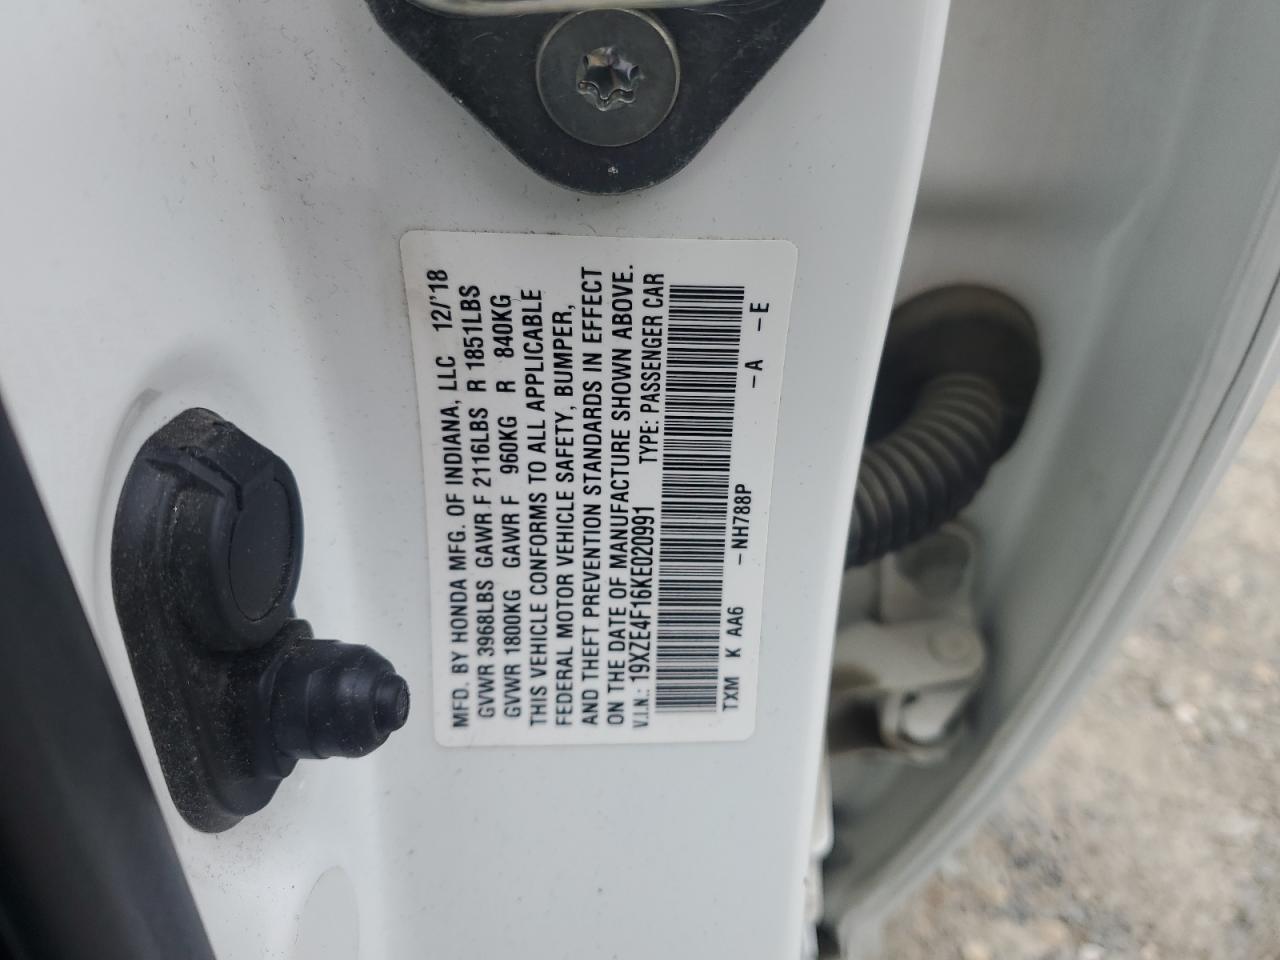 MFD. BY HONDA MFG. OF INDIANA, LLC 12/'18
GVWR 3968LBS GAWR F 2116LBS R 1851LBS
GVWR 1800KG GAWR F 960KG R 840KG
THIS VEHICLE CONFORMS TO ALL APPLICABLE
FEDERAL MOTOR VEHICLE SAFETY, BUMPER,
AND THEFT PREVENTION STANDARDS IN EFFECT
ON THE DATE OF MANUFACTURE SHOWN ABOVE.
V.I.N.: 19XZE4F16KE020991 TYPE: PASSENGER CAR
TXM K AA6 – NH788P – A – E